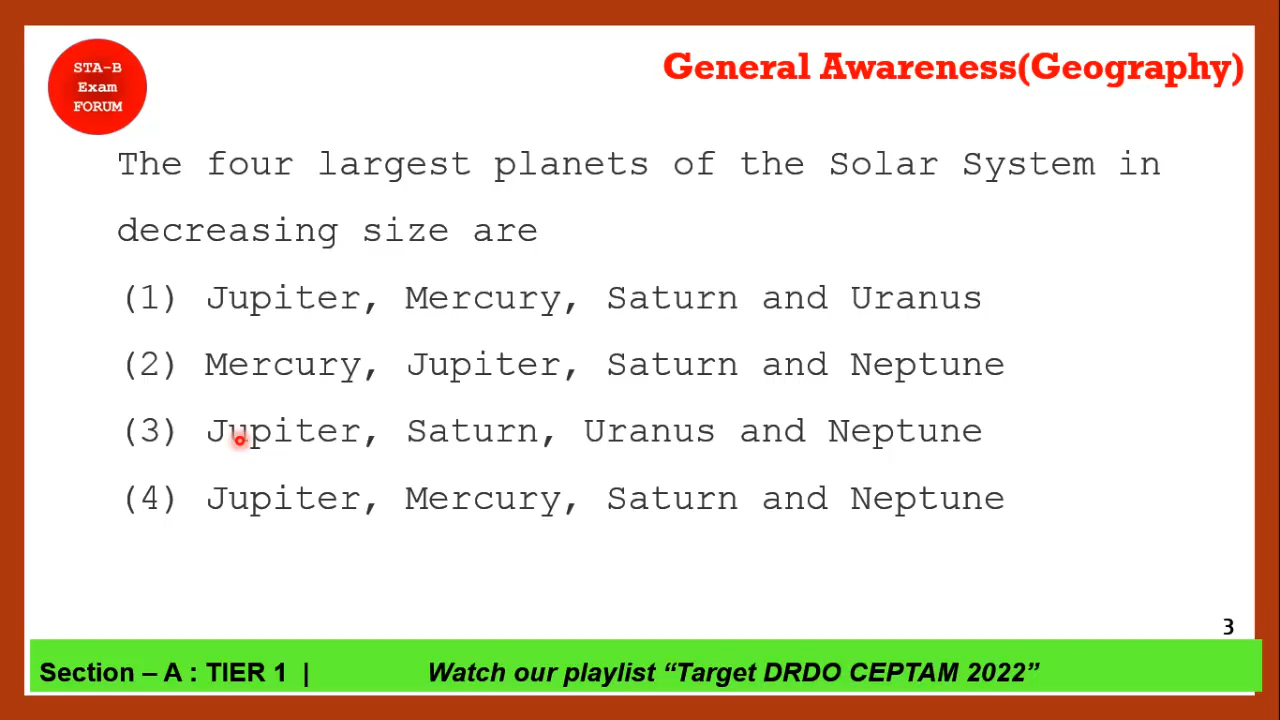 STA-B
Exam
FORUM
General Awareness(Geography)
The four largest planets of the Solar System in
decreasing size are
(1) Jupiter, Mercury, Saturn and Uranus
(2) Mercury, Jupiter, Saturn and Neptune
(3) Jupiter, Saturn, Uranus and Neptune
(4) Jupiter, Mercury, Saturn and Neptune
3
Section – A : TIER 1 | Watch our playlist “Target DRDO CEPTAM 2022”